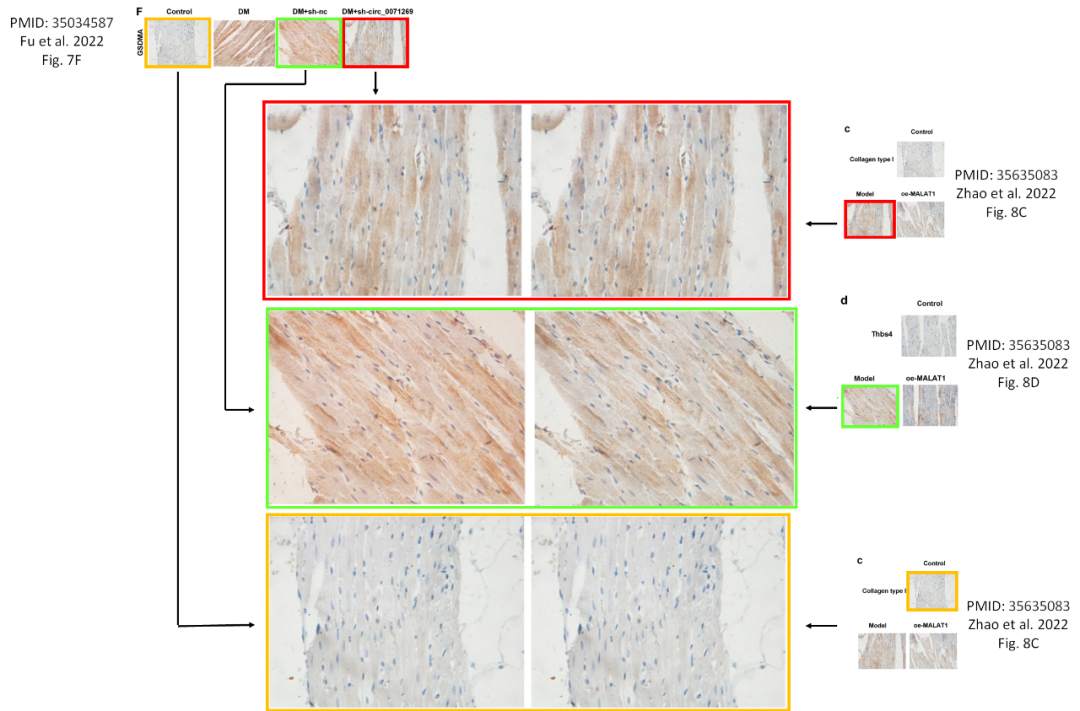 PMID: 35034587
Fu et al. 2022
Fig. 7F
F
Control
DM
DM+sh-nc
DM+sh-circ_0071269
GSDMA
c
Control
Collagen type I
Model
oe-MALAT1
PMID: 35635083
Zhao et al. 2022
Fig. 8C
d
Control
Thbs4
Model
oe-MALAT1
PMID: 35635083
Zhao et al. 2022
Fig. 8D
c
Control
Collagen type I
Model
oe-MALAT1
PMID: 35635083
Zhao et al. 2022
Fig. 8C